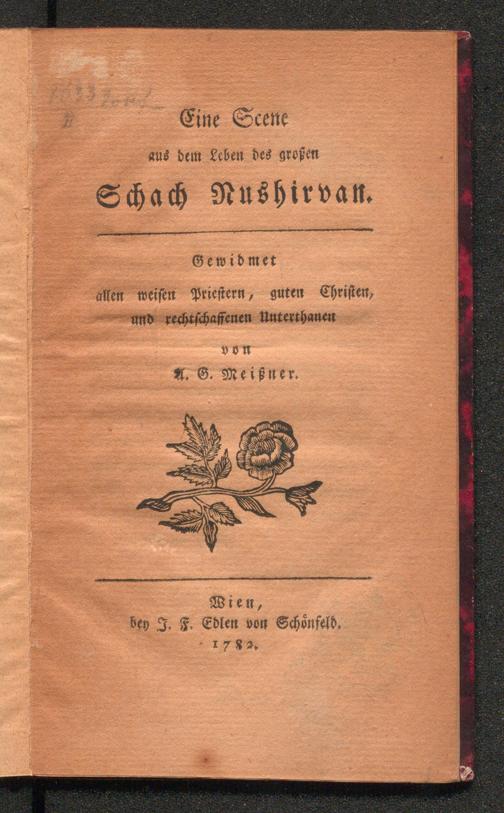 Eine Scene
aus dem Leben des großen
Schach Nushirvan.
Gewidmet
allen weisen Priestern, guten Christen,
und rechtschaffenen Unterthanen
von
A. G. Meißner.
Wien,
bey J. F. Edlen von Schönfeld.
1782.